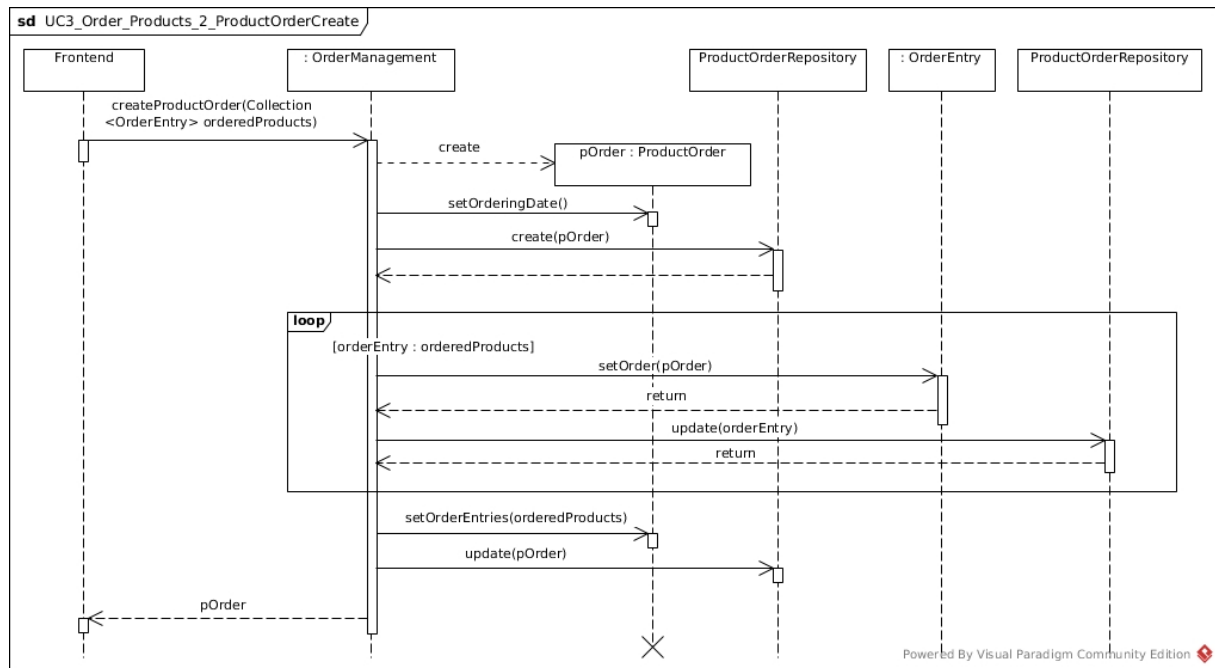 sd UC3_Order_Products_2_ProductOrderCreate
Frontend
: OrderManagement
ProductOrderRepository
: OrderEntry
ProductOrderRepository
createProductOrder(Collection
<OrderEntry> orderedProducts)
create
pOrder : ProductOrder
setOrderingDate()
create(pOrder)
loop
[orderEntry : orderedProducts]
setOrder(pOrder)
return
update(orderEntry)
return
setOrderEntries(orderedProducts)
update(pOrder)
pOrder
Powered By Visual Paradigm Community Edition